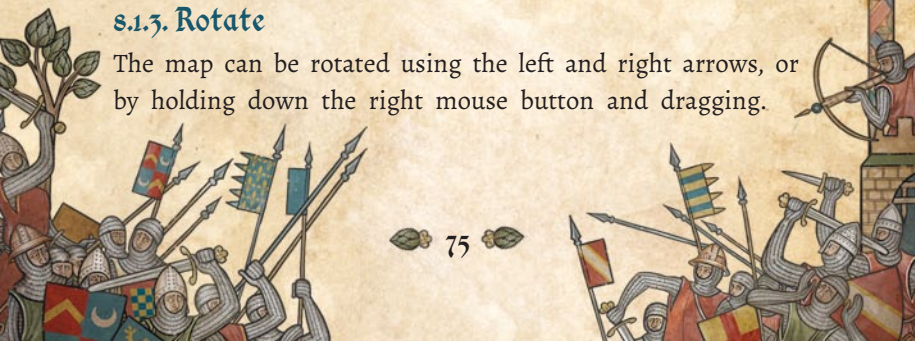 8.1.3. Rotate
The map can be rotated using the left and right arrows, or
by holding down the right mouse button and dragging.
75